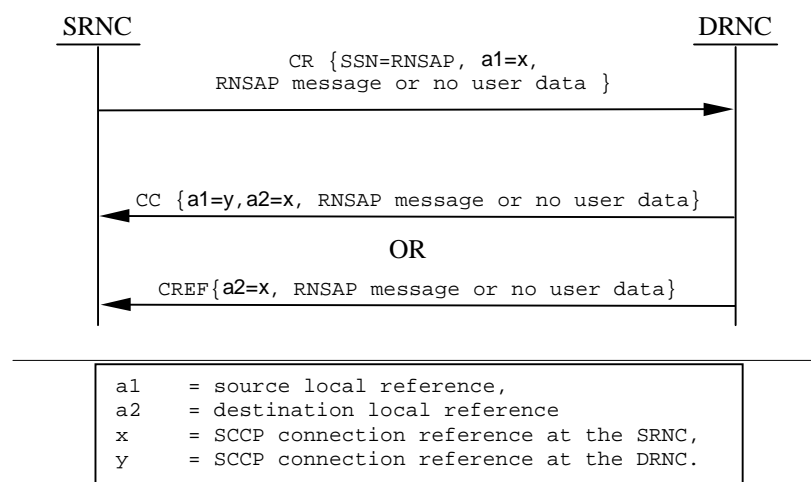 SRNC
DRNC
CR {SSN=RNSAP, a1=x,
RNSAP message or no user data }
CC {a1=y,a2=x, RNSAP message or no user data}
OR
CREF{a2=x, RNSAP message or no user data}
a1 = source local reference,
a2 = destination local reference
x = SCCP connection reference at the SRNC,
y = SCCP connection reference at the DRNC.